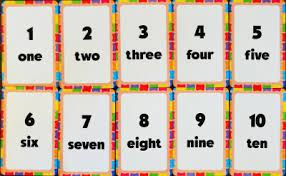 1 2 3 4 5
one two three four five
6 7 8 9 10
six seven eight nine ten